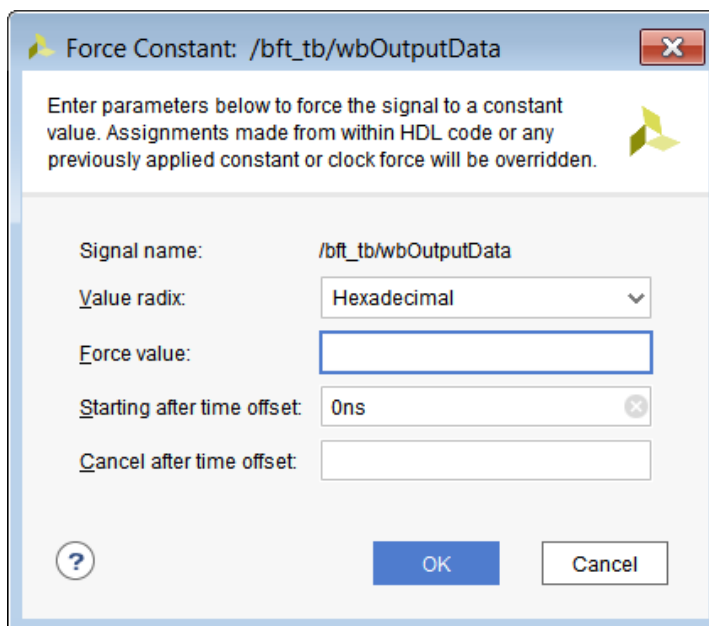 Force Constant: /bft_tb/wbOutputData
Enter parameters below to force the signal to a constant
value. Assignments made from within HDL code or any
previously applied constant or clock force will be overridden.
Signal name: /bft_tb/wbOutputData
Value radix: Hexadecimal
Force value:
Starting after time offset: 0ns
Cancel after time offset:
? OK Cancel